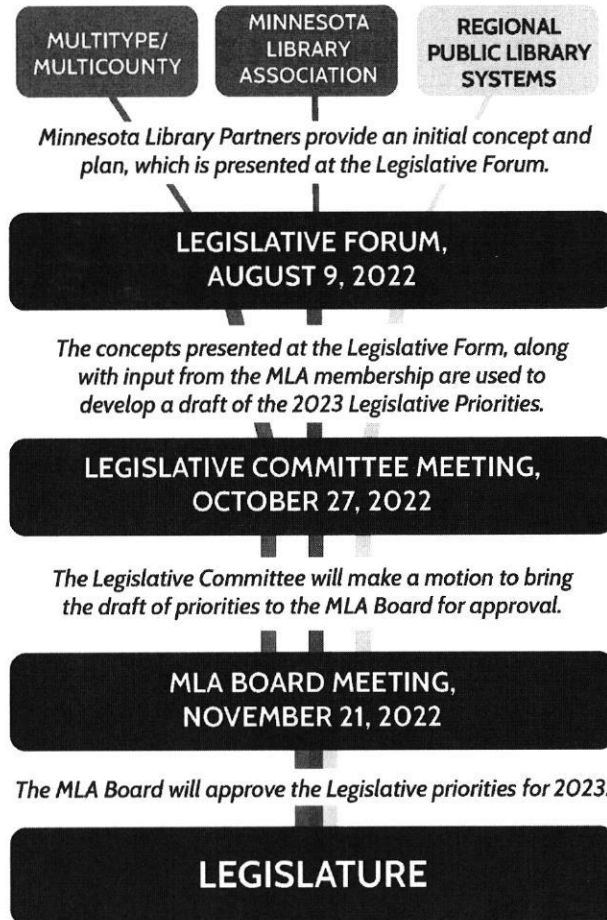 MULTITYPE/
MULTICOUNTY
MINNESOTA
LIBRARY
ASSOCIATION
REGIONAL
PUBLIC LIBRARY
SYSTEMS
Minnesota Library Partners provide an initial concept and
plan, which is presented at the Legislative Forum.
LEGISLATIVE FORUM,
AUGUST 9, 2022
The concepts presented at the Legislative Form, along
with input from the MLA membership are used to
develop a draft of the 2023 Legislative Priorities.
LEGISLATIVE COMMITTEE MEETING,
OCTOBER 27, 2022
The Legislative Committee will make a motion to bring
the draft of priorities to the MLA Board for approval.
MLA BOARD MEETING,
NOVEMBER 21, 2022
The MLA Board will approve the Legislative priorities for 2023.
LEGISLATURE